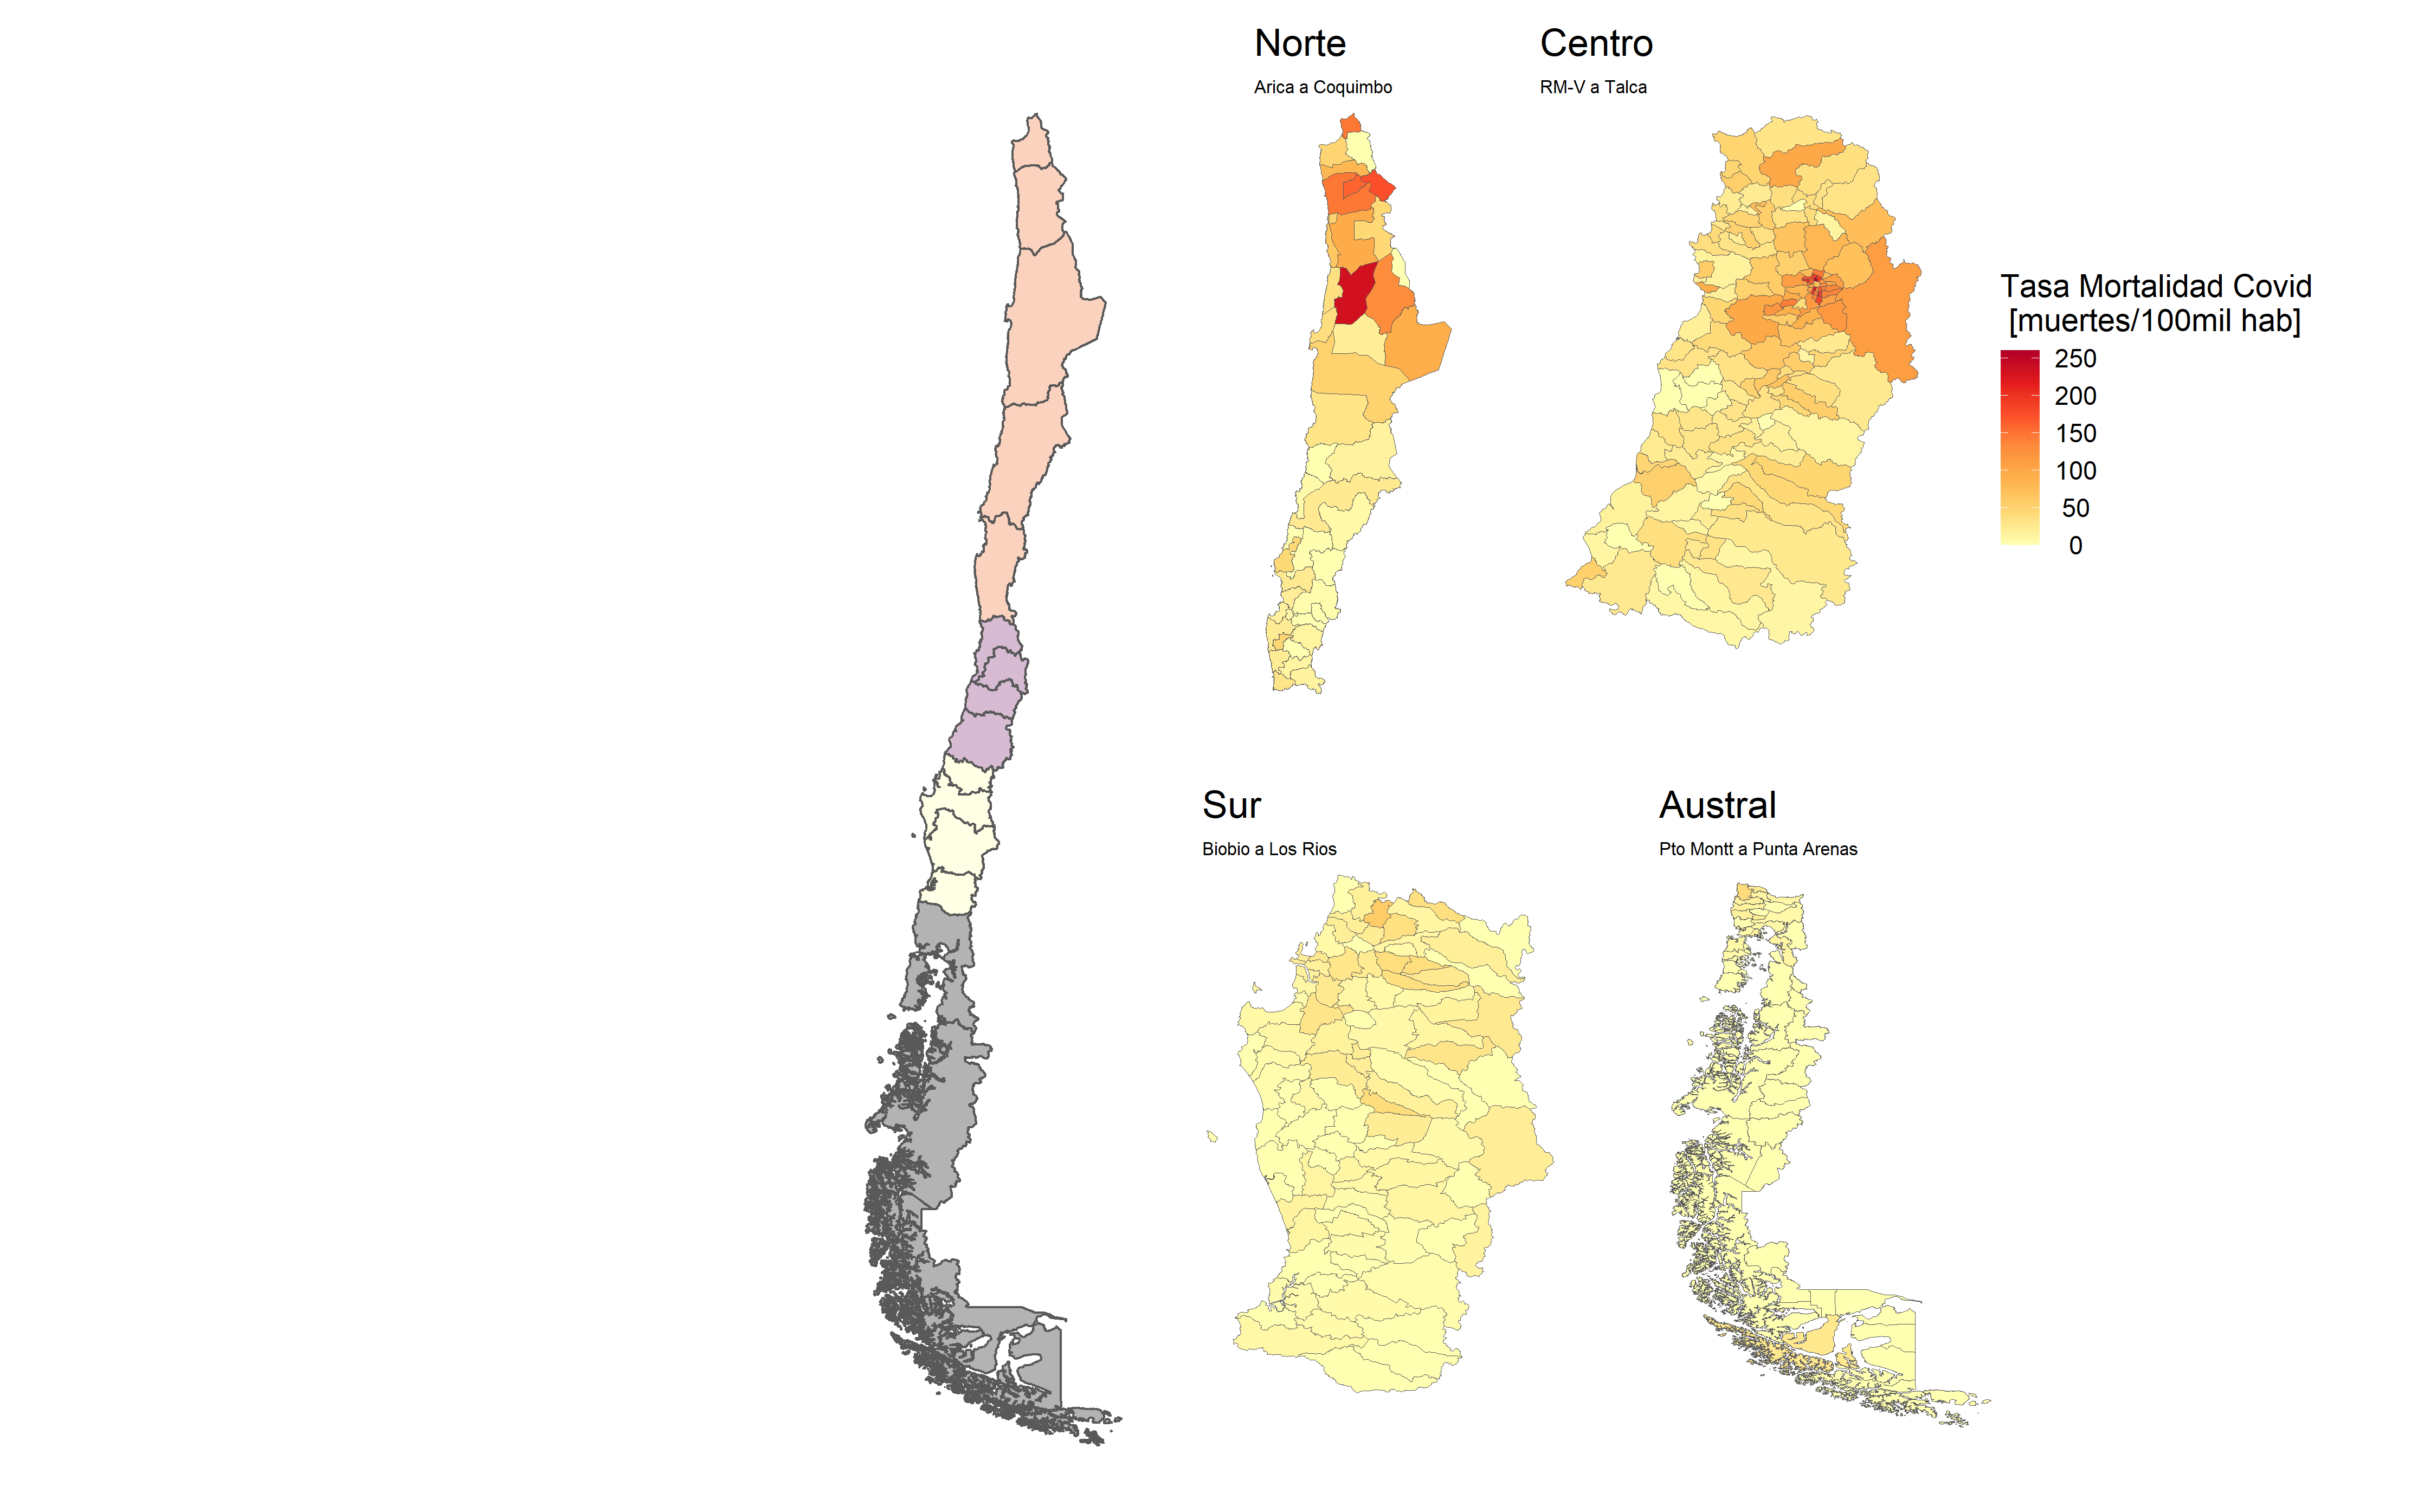 Norte
Arica a Coquimbo
Centro
RM-V a Talca
Tasa Mortalidad Covid
[muertes/100mil hab]
250
200
150
100
50
0
Sur
Biobio a Los Rios
Austral
Pto Montt a Punta Arenas